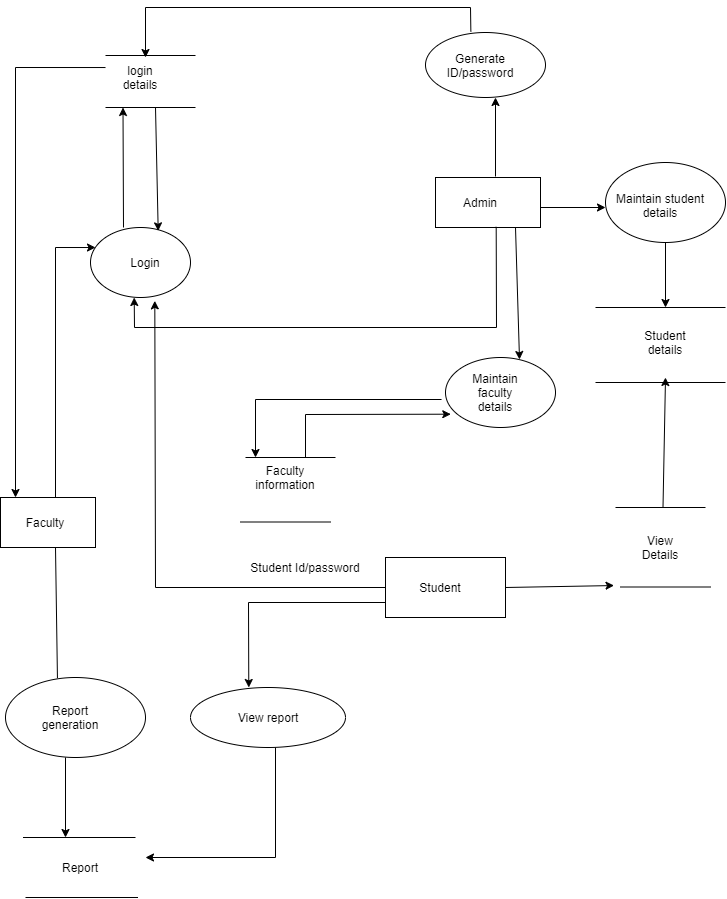 Generate
ID/password
login
details
Admin
Maintain student
details
Login
Student
details
Maintain
faculty
details
Faculty
information
Faculty
View
Details
Student Id/password
Student
Report
generation
View report
Report